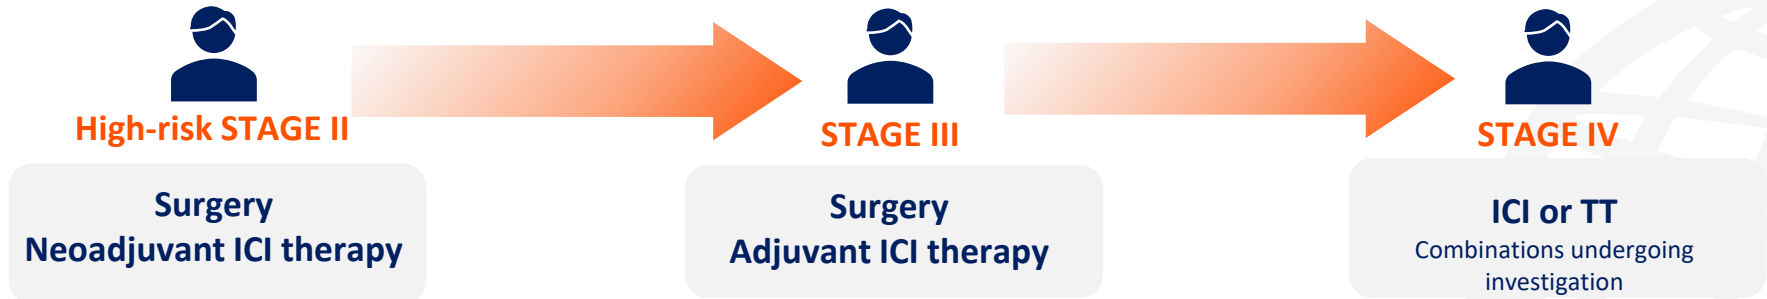 High-risk STAGE II
Surgery
Neoadjuvant ICI therapy
STAGE III
Surgery
Adjuvant ICI therapy
STAGE IV
ICI or TT
Combinations undergoing
investigation